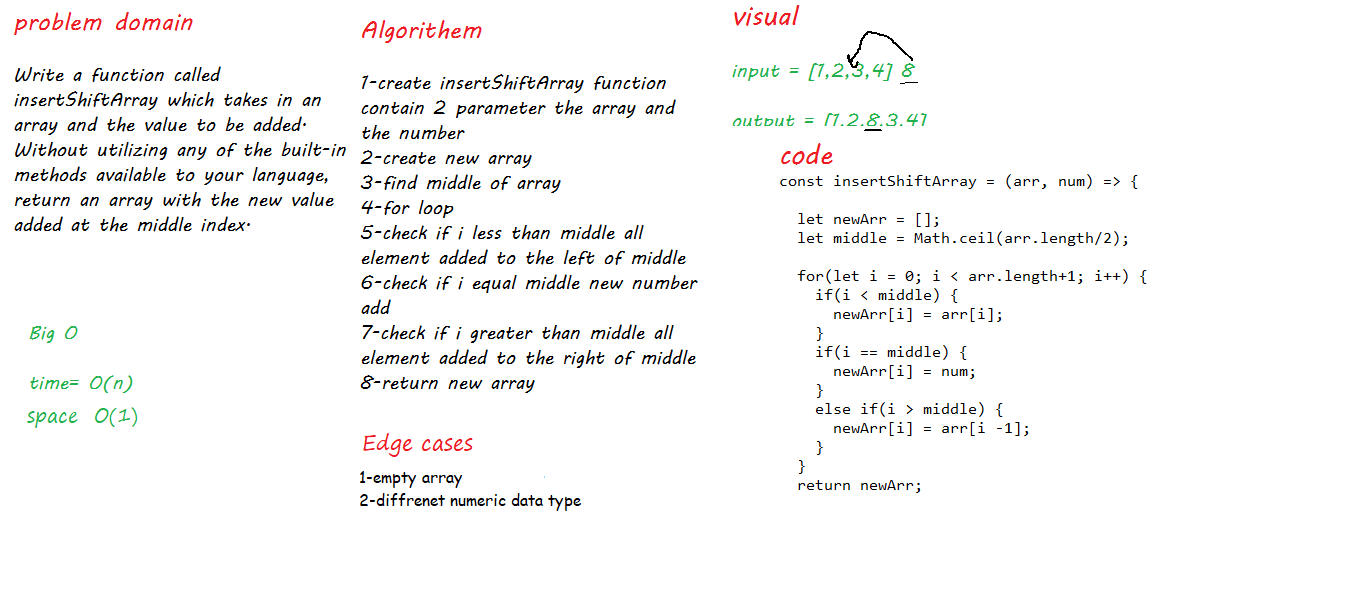 problem domain
Write a function called
insertShiftArray which takes in an
array and the value to be added.
Without utilizing any of the built-in
methods available to your language,
return an array with the new value
added at the middle index.
Big O
time= O(n)
space O(1)
Algorithem
1-create insertShiftArray function
contain 2 parameter the array and
the number
2-create new array
3-find middle of array
4-for loop
5-check if i less than middle all
element added to the left of middle
6-check if i equal middle new number
add
7-check if i greater than middle all
element added to the right of middle
8-return new array
Edge cases
1-empty array
2-diffrenet numeric data type
visual
input = [1,2,3,4] 8
output = [1,2,8,3,4]
code
const insertShiftArray = (arr, num) => {
let newArr = [];
let middle = Math.ceil(arr.length/2);
for(let i = 0; i < arr.length+1; i++) {
if(i < middle) {
newArr[i] = arr[i];
}
if(i == middle) {
newArr[i] = num;
}
else if(i > middle) {
newArr[i] = arr[i -1];
}
}
return newArr;